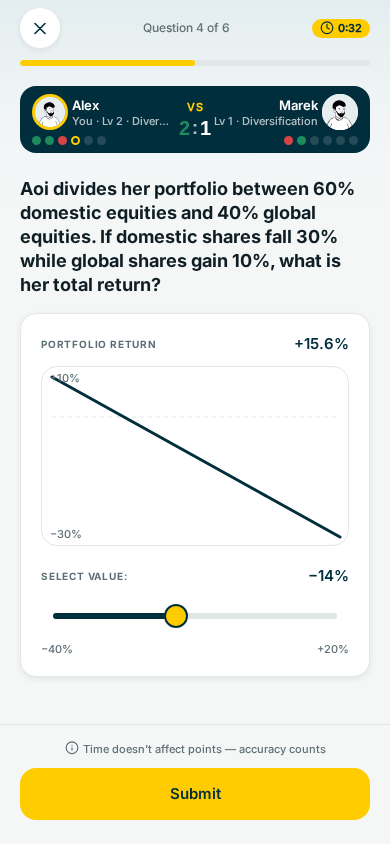 Question 4 of 6
0:32
Alex
You · Lv 2 · Diver...
VS
2:1
Marek
Lv 1 · Diversification
Aoi divides her portfolio between 60%
domestic equities and 40% global
equities. If domestic shares fall 30%
while global shares gain 10%, what is
her total return?
PORTFOLIO RETURN
+15.6%
+10%
−30%
SELECT VALUE:
−14%
−40%
+20%
Time doesn't affect points — accuracy counts
Submit